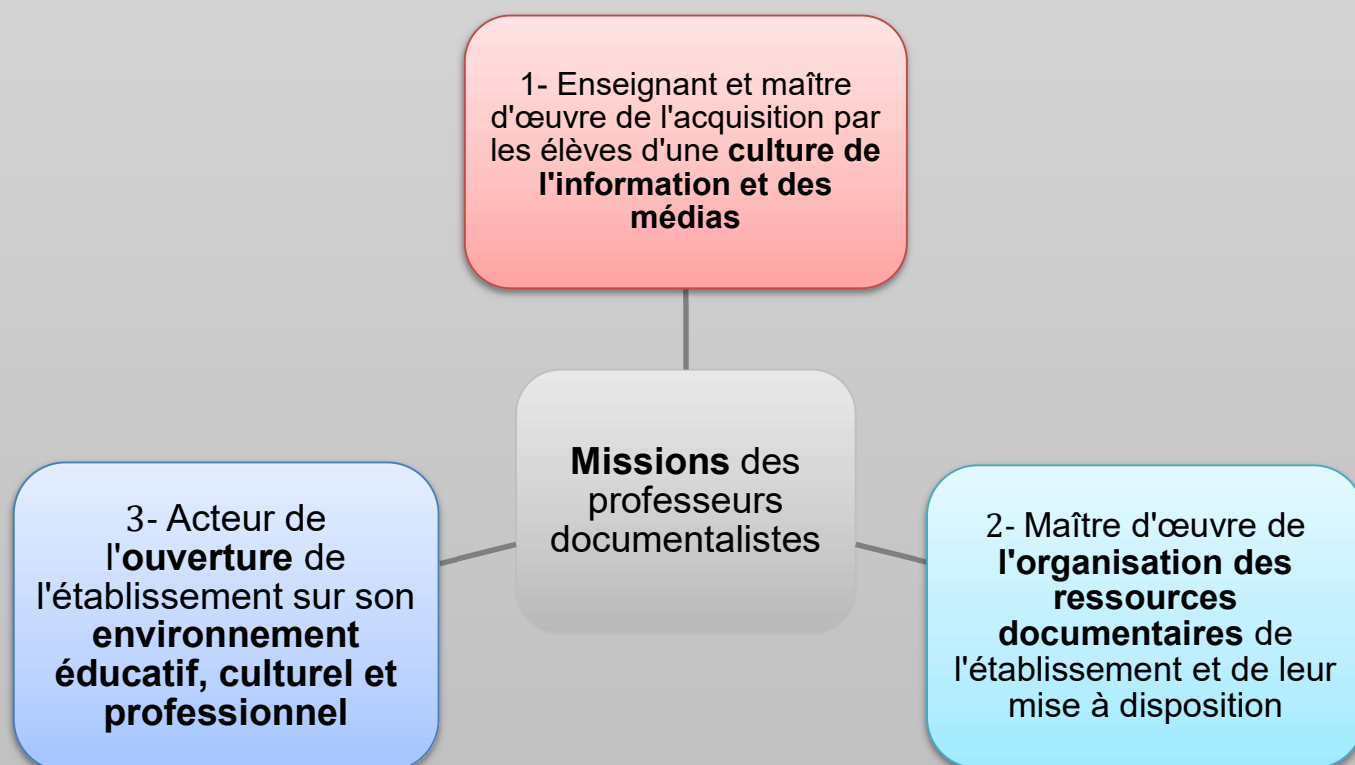 1- Enseignant et maître
d'œuvre de l'acquisition par
les élèves d'une culture de
l'information et des
médias
Missions des
professeurs
documentalistes
2- Maître d'œuvre de
l'organisation des
ressources
documentaires de
l'établissement et de leur
mise à disposition
3- Acteur de
l'ouverture de
l'établissement sur son
environnement
éducatif, culturel et
professionnel